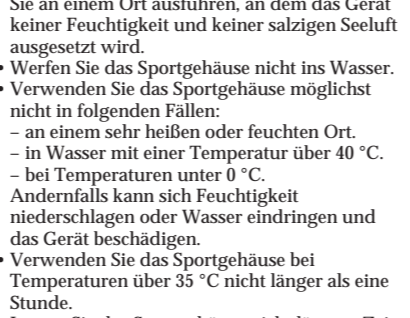 Sie an einem Ort ausführen, an dem das Gerät
keiner Feuchtigkeit und keiner salzigen Seeluft
ausgesetzt wird.
• Werfen Sie das Sportgehäuse nicht ins Wasser.
• Verwenden Sie das Sportgehäuse möglichst
nicht in folgenden Fällen:
– an einem sehr heißen oder feuchten Ort.
– in Wasser mit einer Temperatur über 40 °C.
– bei Temperaturen unter 0 °C.
Andernfalls kann sich Feuchtigkeit
niederschlagen oder Wasser eindringen und
das Gerät beschädigen.
• Verwenden Sie das Sportgehäuse bei
Temperaturen über 35 °C nicht länger als eine
Stunde.